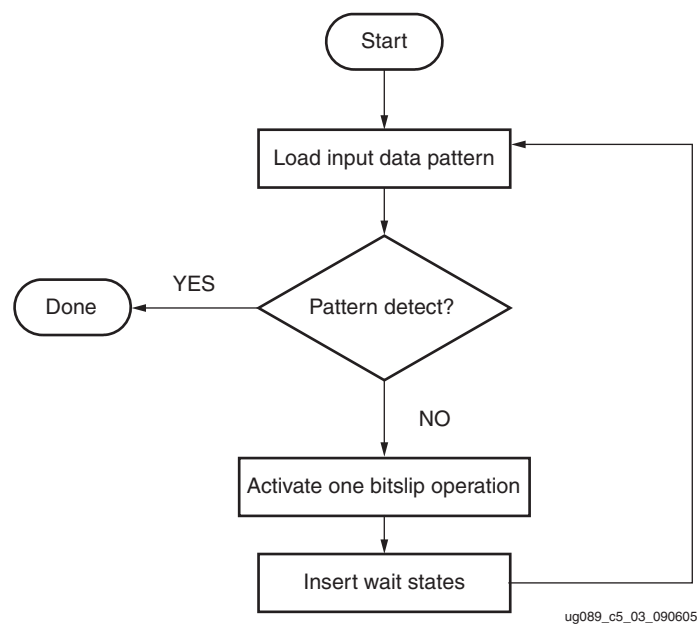 Start
Load input data pattern
Pattern detect?
YES
Done
NO
Activate one bitslip operation
Insert wait states
ug089_c5_03_090605